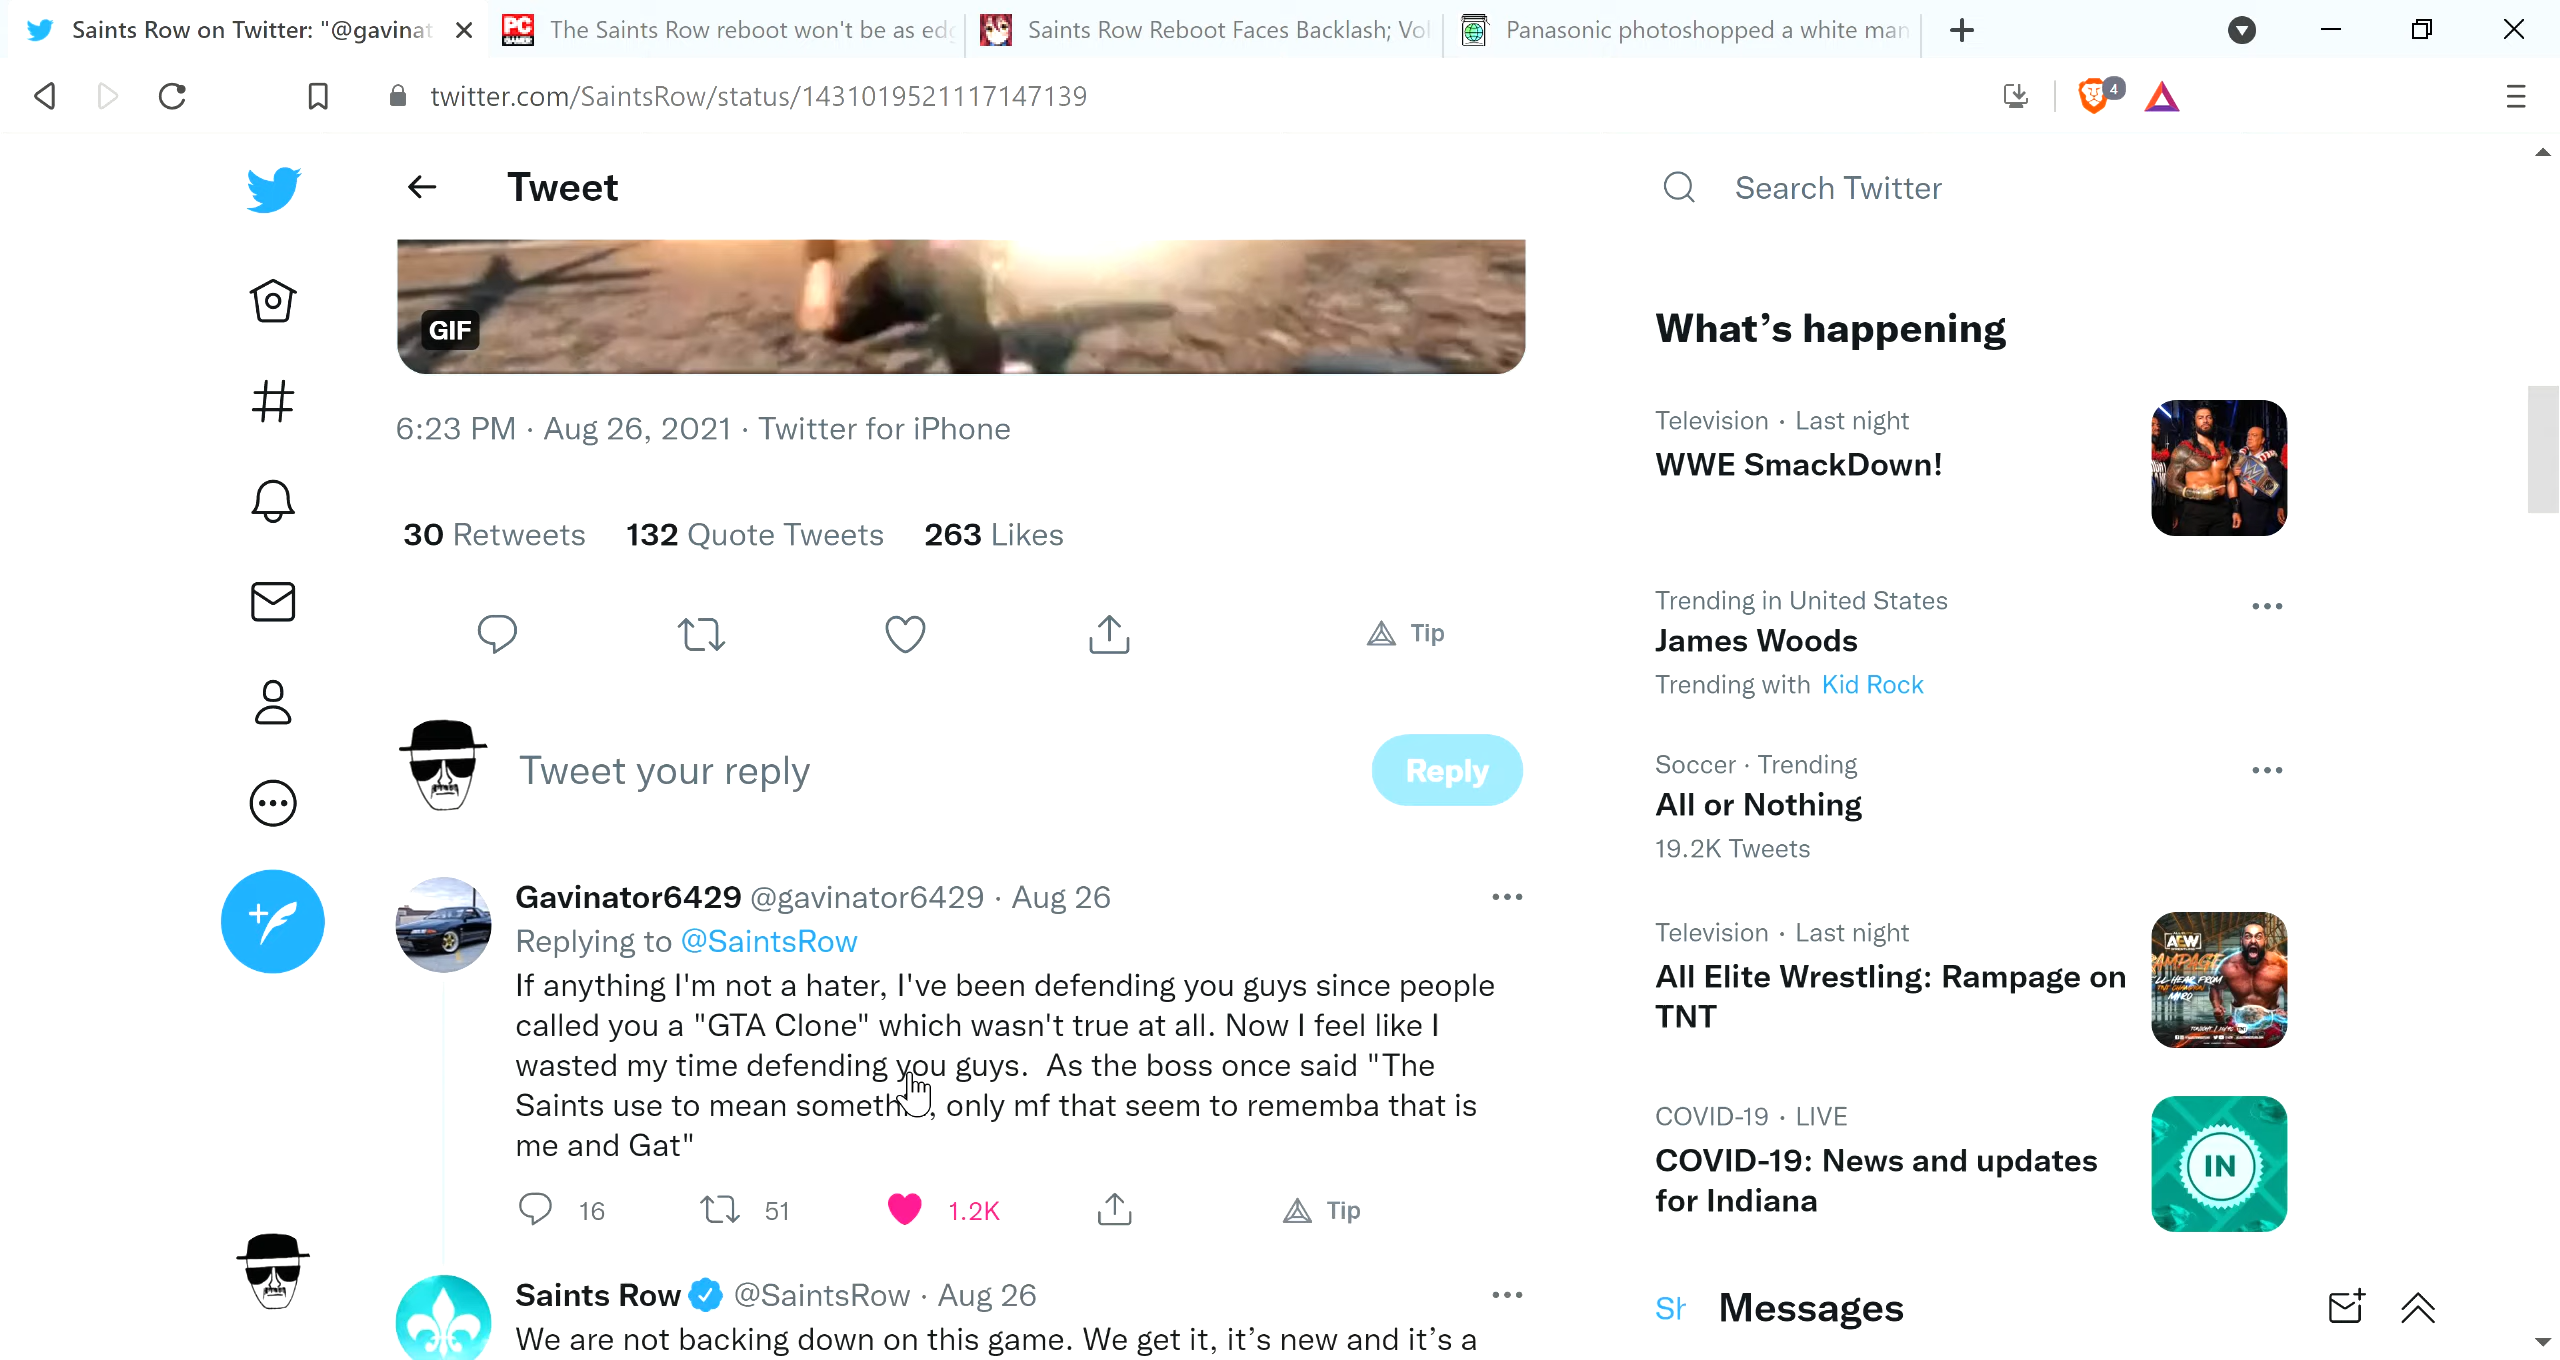 Saints Row on Twitter: "@gavinat
The Saints Row reboot won't be as edg
Saints Row Reboot Faces Backlash; Vol
Panasonic photoshopped a white man
twitter.com/SaintsRow/status/1431019521117147139
4
Tweet
Search Twitter
GIF
6:23 PM · Aug 26, 2021 · Twitter for iPhone
30 Retweets 132 Quote Tweets 263 Likes
Tip
Tweet your reply
Reply
Gavinator6429 @gavinator6429 · Aug 26
Replying to @SaintsRow
If anything I'm not a hater, I've been defending you guys since people
called you a "GTA Clone" which wasn't true at all. Now I feel like I
wasted my time defending you guys.  As the boss once said "The
Saints use to mean someth, only mf that seem to rememba that is
me and Gat"
16 51 1.2K Tip
Saints Row @SaintsRow · Aug 26
We are not backing down on this game. We get it, it's new and it's a
What's happening
Television · Last night
WWE SmackDown!
Trending in United States
James Woods
Trending with Kid Rock
Soccer · Trending
All or Nothing
19.2K Tweets
Television · Last night
All Elite Wrestling: Rampage on
TNT
AEW
RAMPAGE
COVID-19 · LIVE
COVID-19: News and updates
for Indiana
IN
Messages